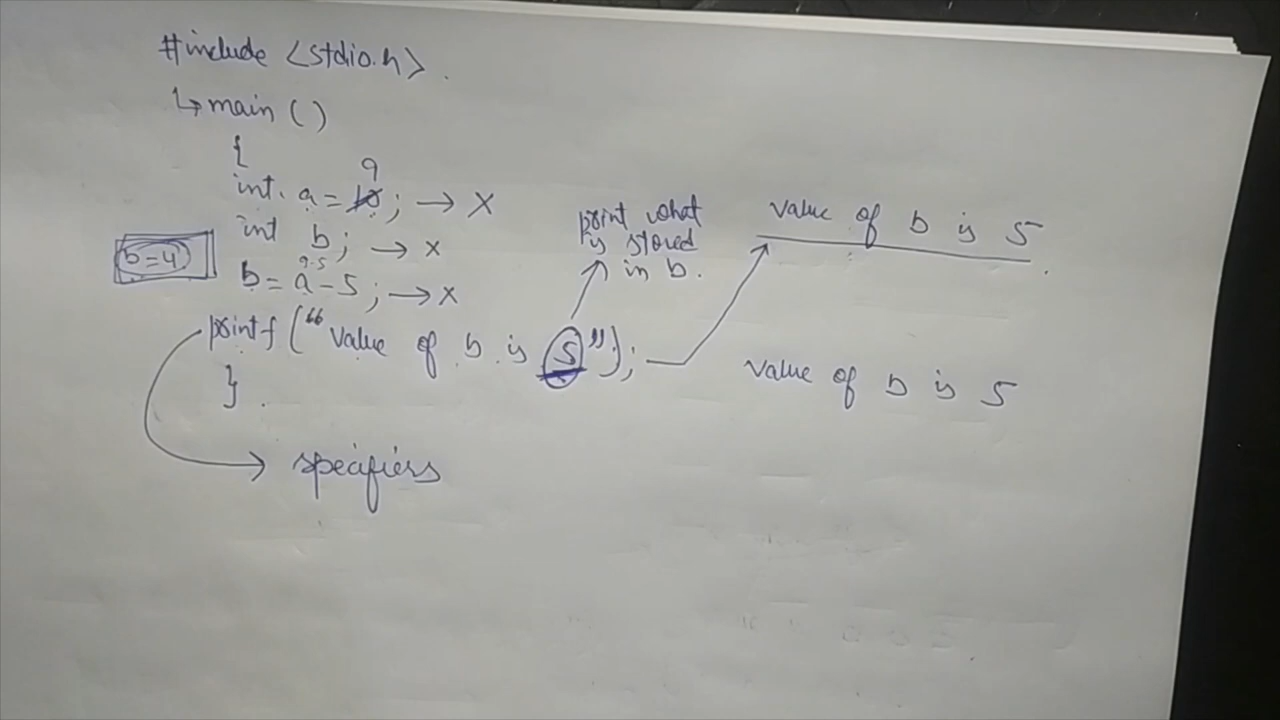 #include <stdio.h>.
↳ main ( )
{
9
int. a = 10; → X
int b; → x
b=4
9-5
b = a - 5; → x
printf ("Value of b is 5");
}.
→ specifiers
print what
is stored
in b.
Value of b is 5
Value of b is 5